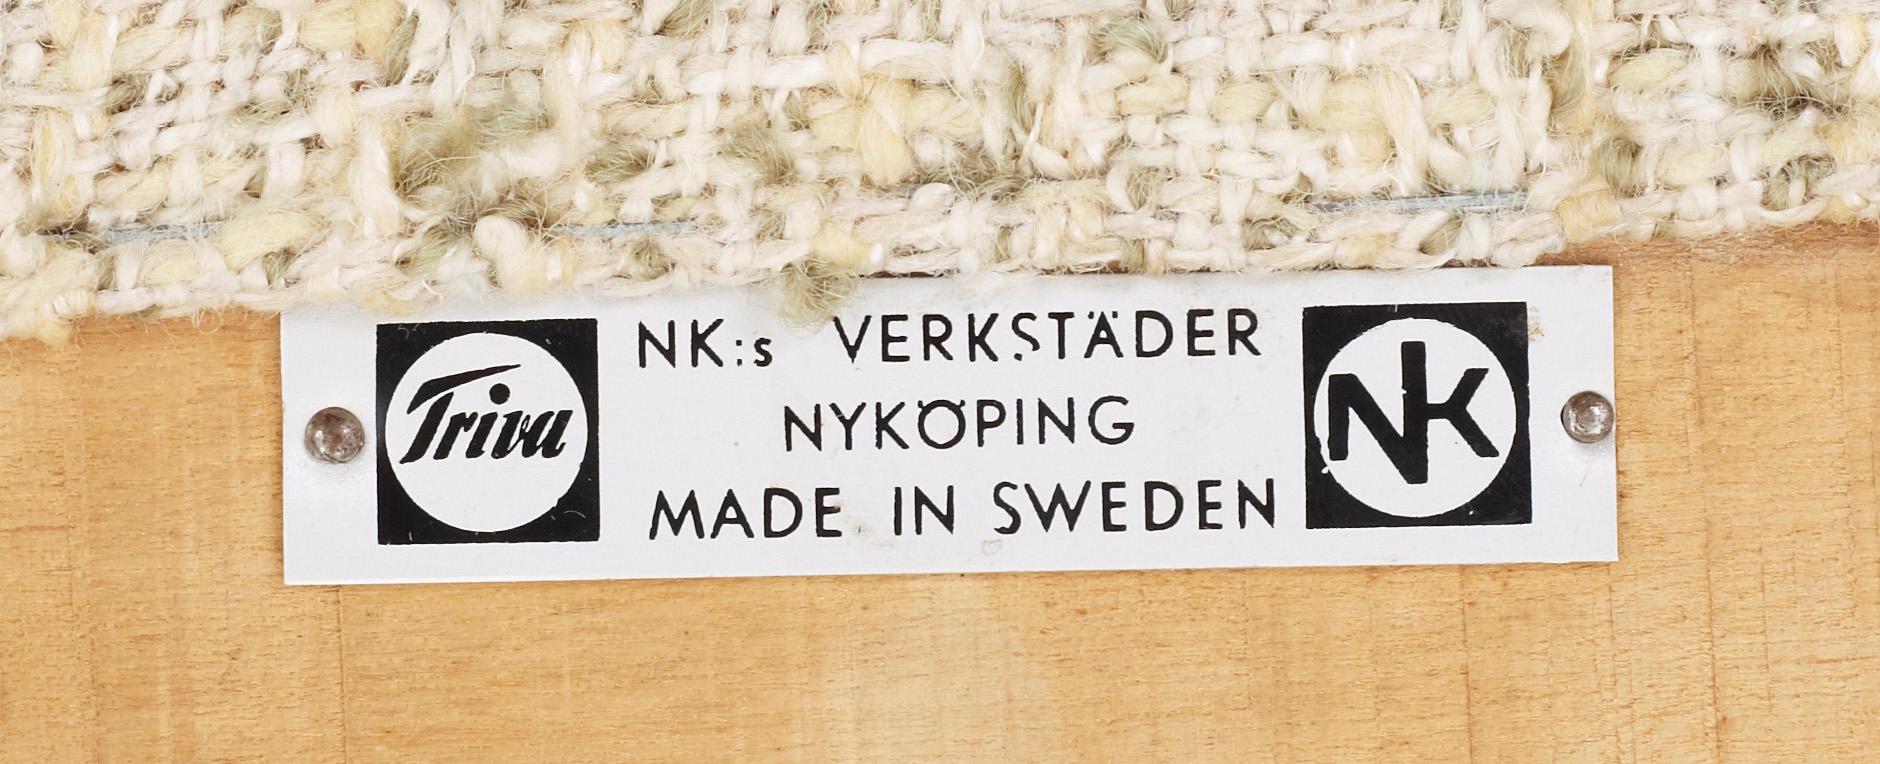 Triva
NK:s VERKSTÄDER
NYKÖPING
MADE IN SWEDEN
NK